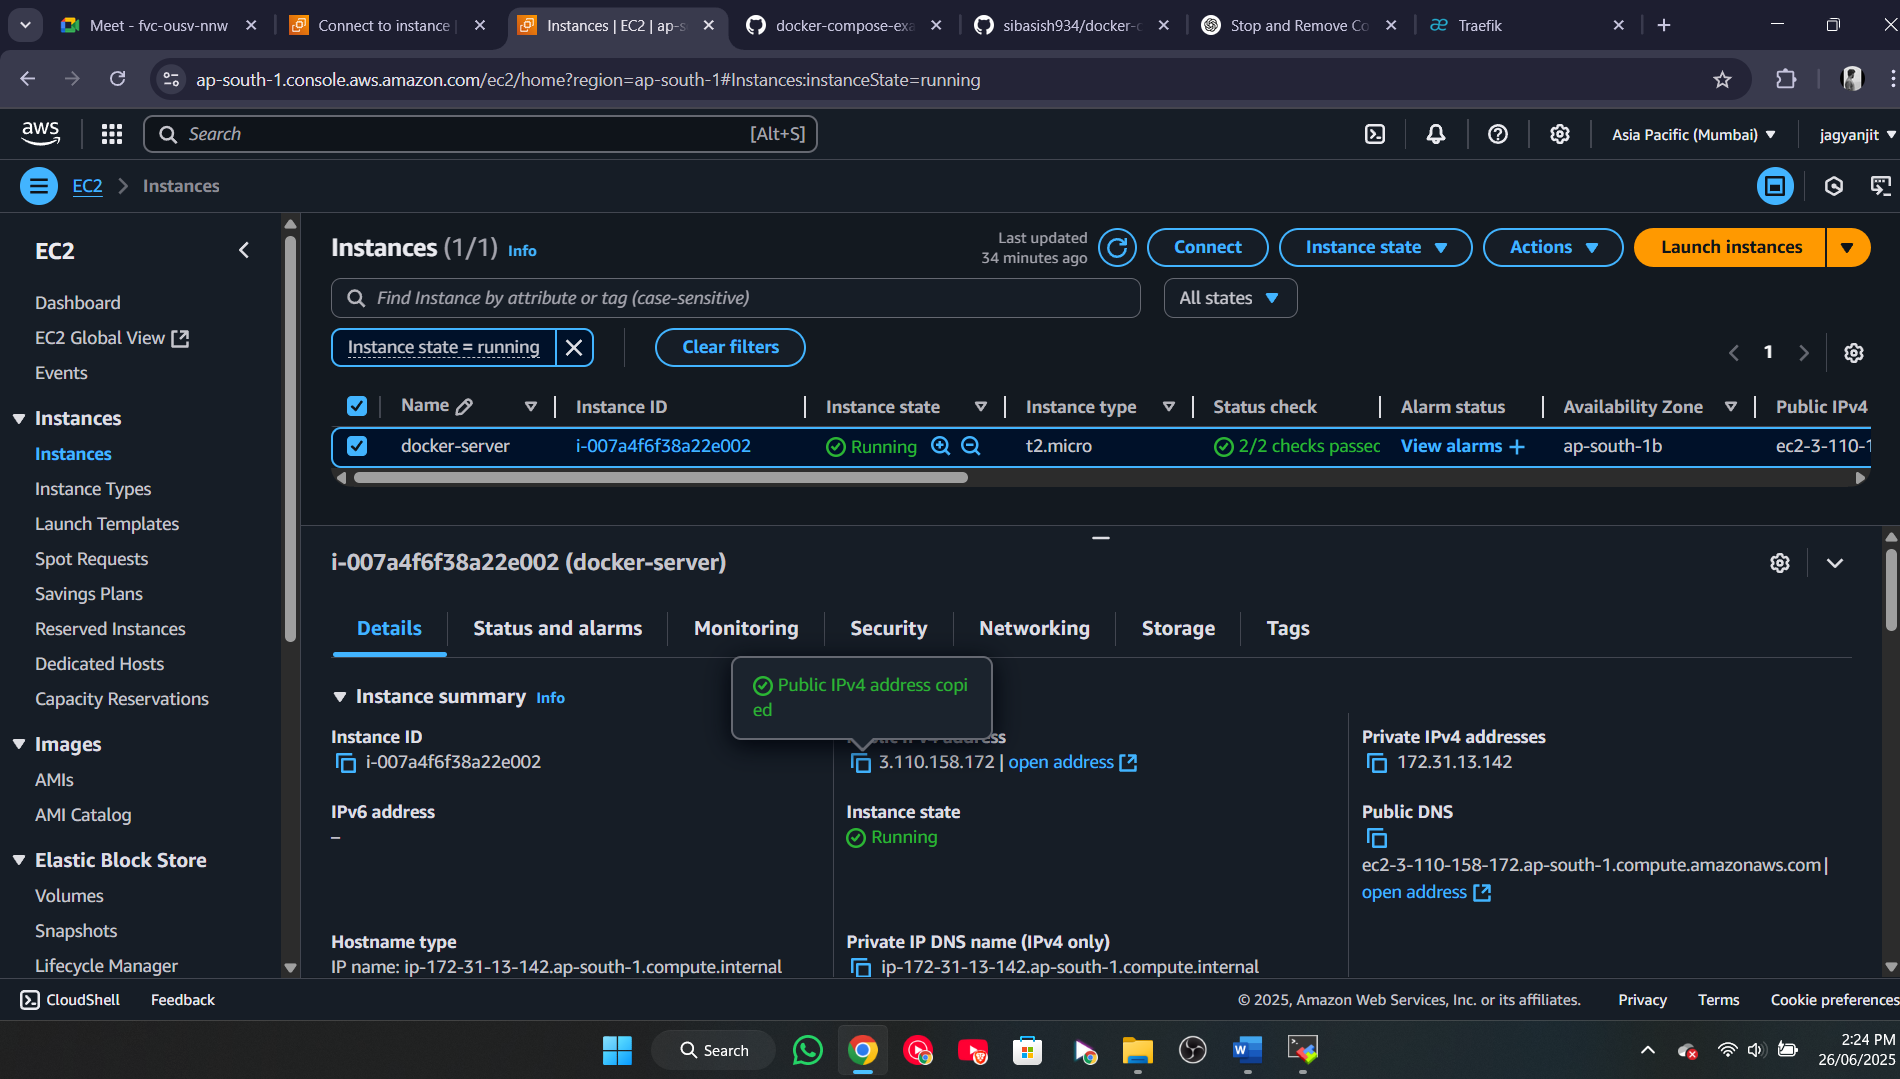 Meet - fvc-ousv-nnw
Connect to instance
Instances | EC2 | ap-s
docker-compose-exa
sibasish934/docker-c
Stop and Remove Co
Traefik
ap-south-1.console.aws.amazon.com/ec2/home?region=ap-south-1#Instances:instanceState=running
aws
Search
[Alt+S]
Asia Pacific (Mumbai)
jagyanjit
EC2
Instances
EC2
Dashboard
EC2 Global View
Events
Instances
Instances
Instance Types
Launch Templates
Spot Requests
Savings Plans
Reserved Instances
Dedicated Hosts
Capacity Reservations
Images
AMIs
AMI Catalog
Elastic Block Store
Volumes
Snapshots
Lifecycle Manager
Instances (1/1) Info
Last updated
34 minutes ago
Connect
Instance state
Actions
Launch instances
Find Instance by attribute or tag (case-sensitive)
All states
Instance state = running
Clear filters
1
Name
Instance ID
Instance state
Instance type
Status check
Alarm status
Availability Zone
Public IPv4
docker-server
i-007a4f6f38a22e002
Running
t2.micro
2/2 checks passed
View alarms +
ap-south-1b
ec2-3-110-1
i-007a4f6f38a22e002 (docker-server)
Details
Status and alarms
Monitoring
Security
Networking
Storage
Tags
Instance summary Info
Public IPv4 address copi
ed
Instance ID
i-007a4f6f38a22e002
Public IPv4 address
3.110.158.172 | open address
Private IPv4 addresses
172.31.13.142
IPv6 address
–
Instance state
Running
Public DNS
ec2-3-110-158-172.ap-south-1.compute.amazonaws.com |
open address
Hostname type
IP name: ip-172-31-13-142.ap-south-1.compute.internal
Private IP DNS name (IPv4 only)
ip-172-31-13-142.ap-south-1.compute.internal
CloudShell
Feedback
© 2025, Amazon Web Services, Inc. or its affiliates.
Privacy
Terms
Cookie preferences
Search
2:24 PM
26/06/2025